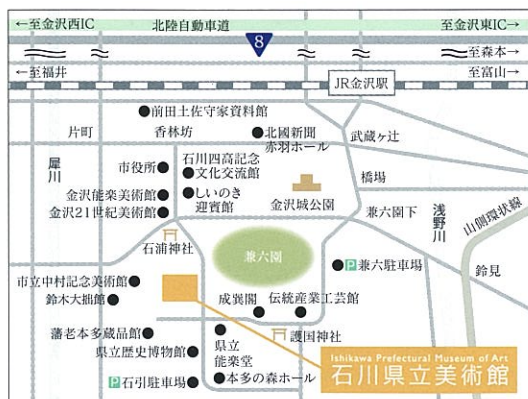 ←至金沢西IC
北陸自動車道
至金沢東IC→
8
→至森本
←至福井
至富山→
JR金沢駅
前田土佐守家資料館
片町
香林坊
北國新聞
赤羽ホール
武蔵ヶ辻
犀川
市役所
石川四高記念
文化交流館
橋場
金沢能楽美術館
しいのき
迎賓館
金沢城公園
金沢21世紀美術館
兼六園下
浅野川
山側環状線
石浦神社
兼六園
鈴見
P兼六駐車場
市立中村記念美術館
鈴木大拙館
成巽閣
伝統産業工芸館
藩老本多蔵品館
県立
能楽堂
護国神社
県立歴史博物館
P石引駐車場
本多の森ホール
Ishikawa Prefectural Museum of Art
石川県立美術館